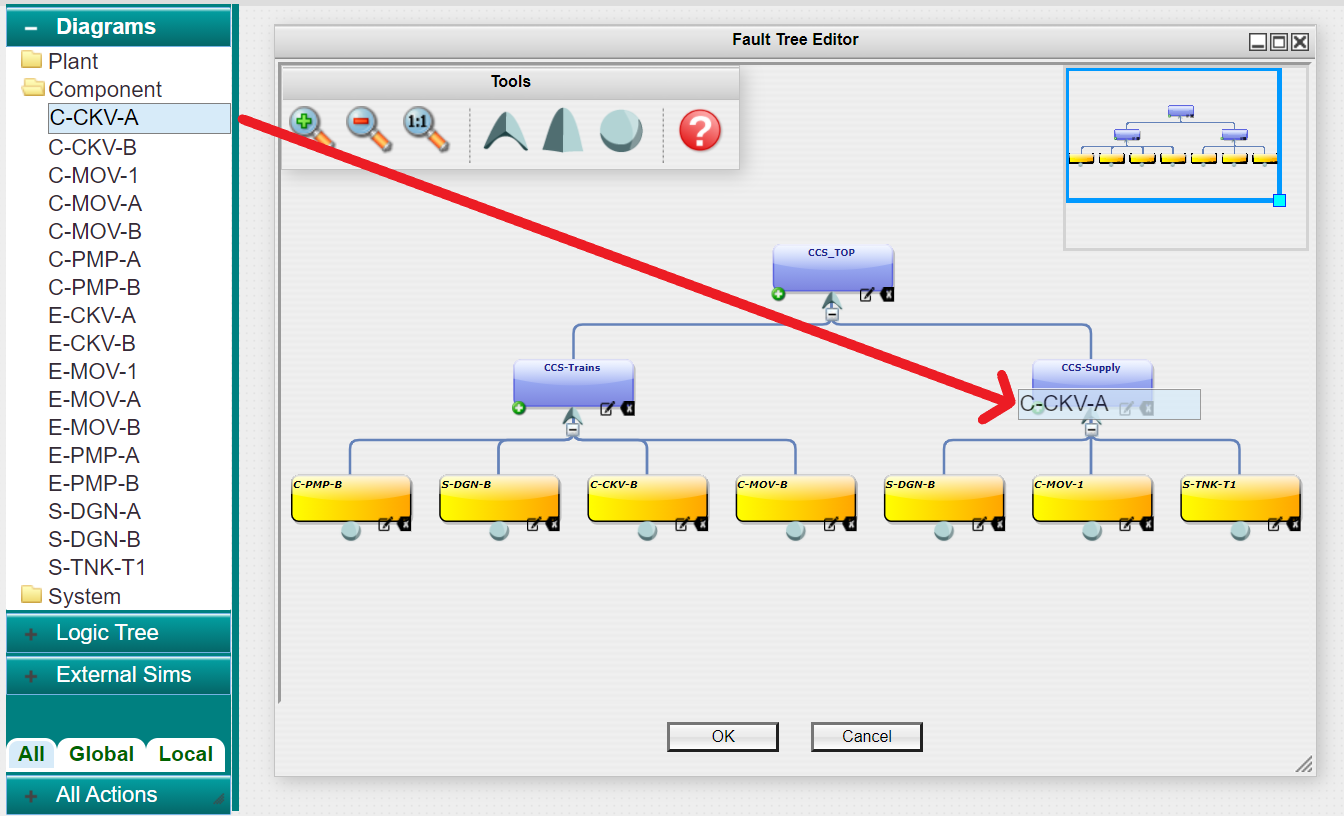 Diagrams
Plant
Component
C-CKV-A
C-CKV-B
C-MOV-1
C-MOV-A
C-MOV-B
C-PMP-A
C-PMP-B
E-CKV-A
E-CKV-B
E-MOV-1
E-MOV-A
E-MOV-B
E-PMP-A
E-PMP-B
S-DGN-A
S-DGN-B
S-TNK-T1
System
Logic Tree
External Sims
All Global Local
All Actions
Fault Tree Editor
Tools
1:1
?
CCS_TOP
CCS-Trains
CCS-Supply
C-CKV-A
C-PMP-B
S-DGN-B
C-CKV-B
C-MOV-B
S-DGN-B
C-MOV-1
S-TNK-T1
OK
Cancel